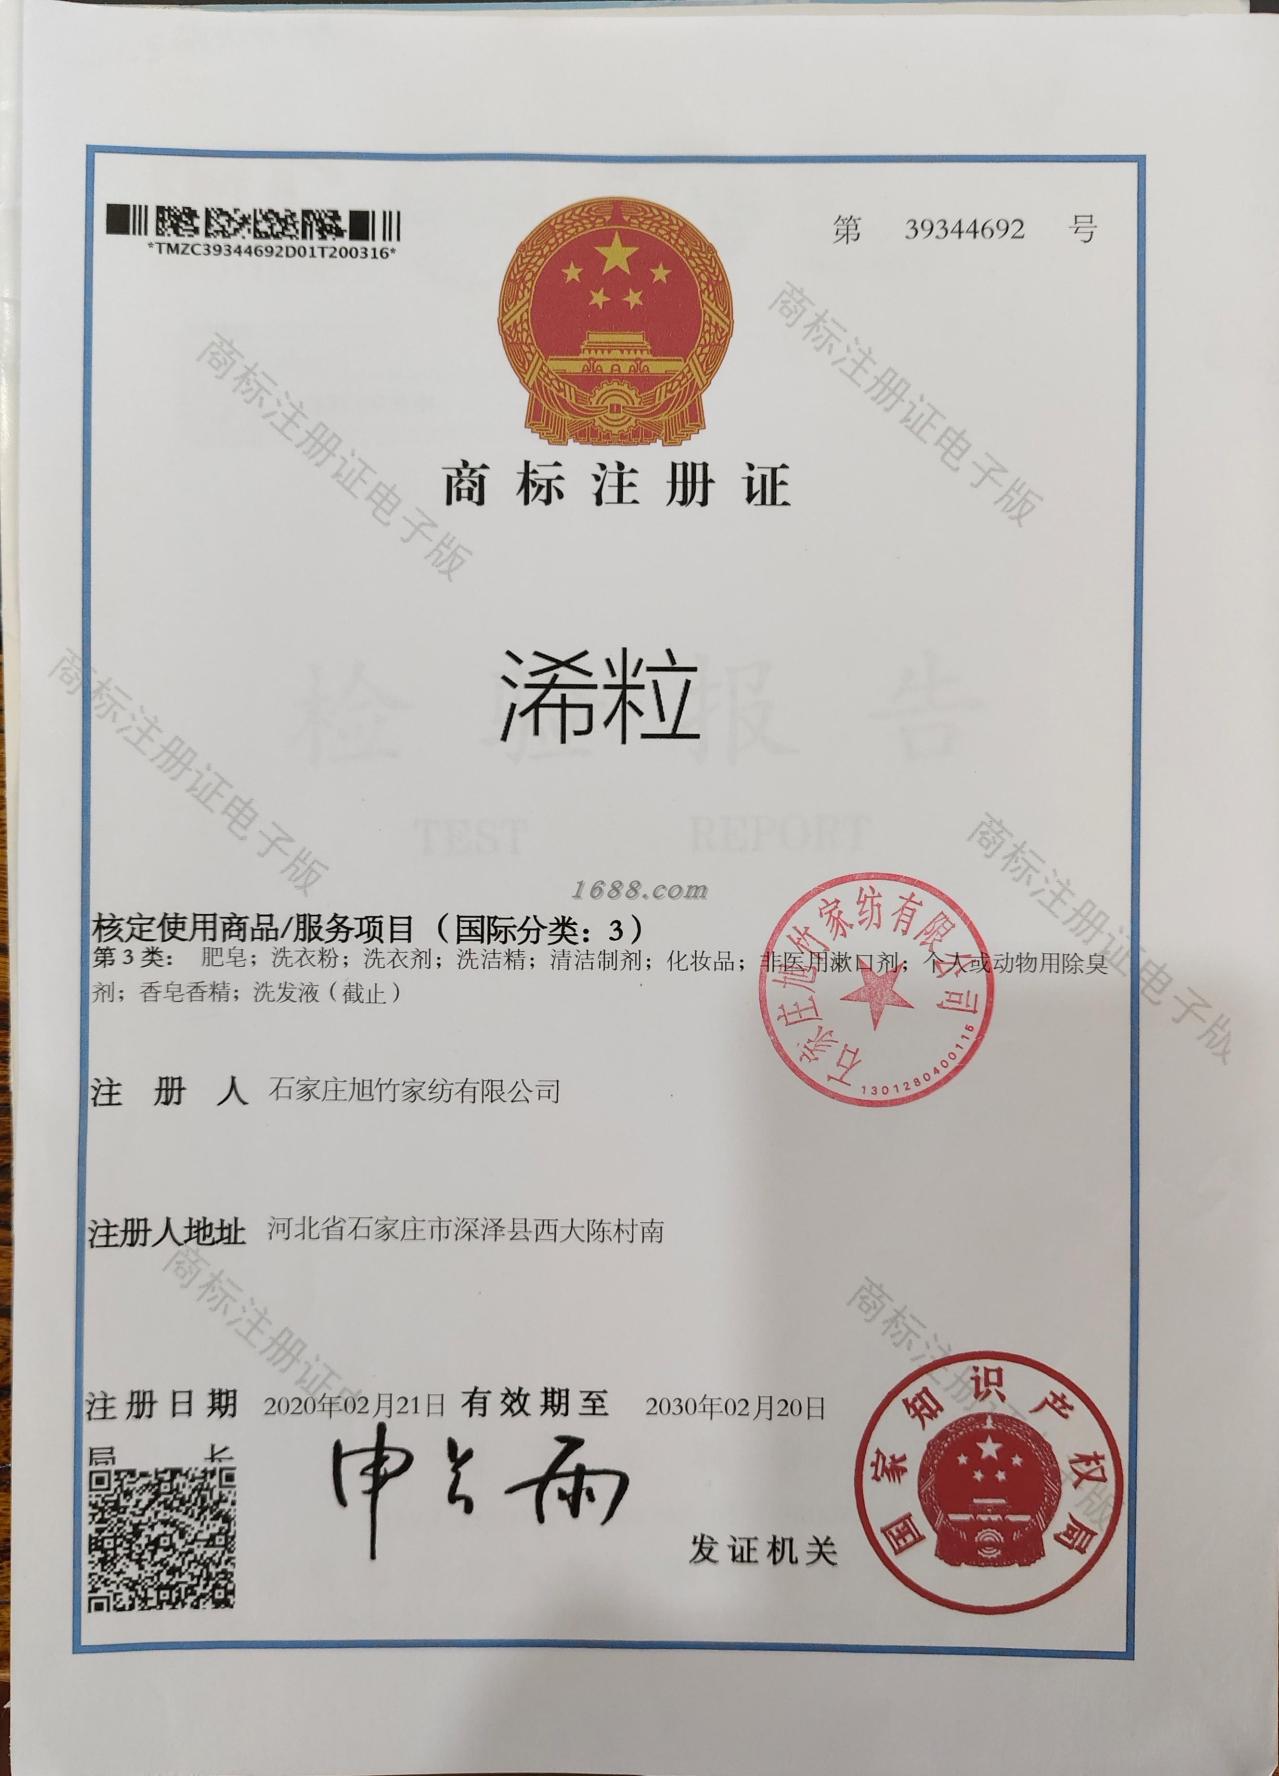 *TMZC39344692D01T200316*
第 39344692 号
商标注册证
浠粒
检验报告
TEST REPORT
1688.com
核定使用商品/服务项目（国际分类：3）
第3类：肥皂；洗衣粉；洗衣剂；洗洁精；清洁制剂；化妆品；非医用漱口剂；个人或动物用除臭
剂；香皂香精；洗发液（截止）
石家庄旭竹家纺有限公司
1301280400116
注册人 石家庄旭竹家纺有限公司
注册人地址 河北省石家庄市深泽县西大陈村南
注册日期 2020年02月21日 有效期至 2030年02月20日
局长 申长雨
发证机关
国家知识产权局
商标注册证电子版
商标注册证电子版
商标注册证电子版
商标注册证电子版
商标注册证电
商标注册证电子版